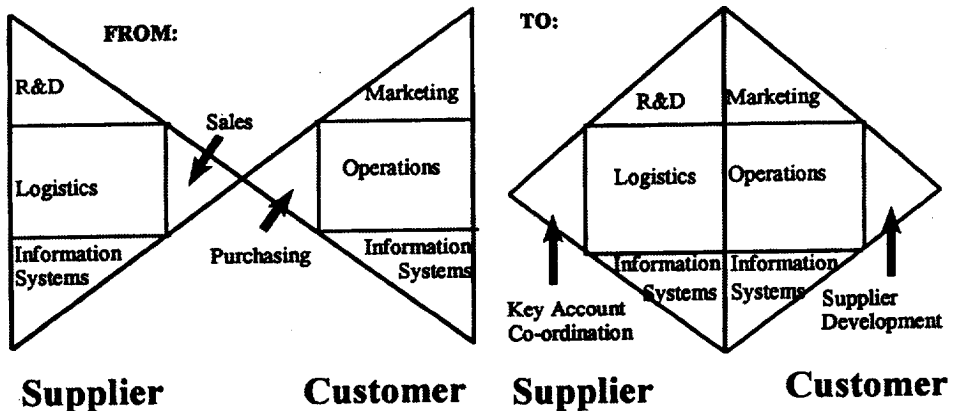 FROM:
R&D
Marketing
Sales
Logistics
Operations
Purchasing
Information
Systems
Information
Systems
Supplier
Customer
TO:
R&D
Marketing
Logistics
Operations
Information
Systems
Information
Systems
Key Account
Co-ordination
Supplier
Development
Supplier
Customer